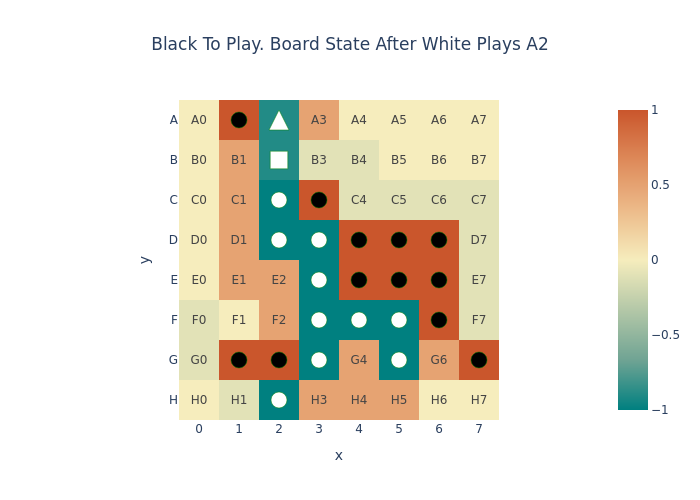 Black To Play. Board State After White Plays A2
A A0 A3 A4 A5 A6 A7
B B0 B1 B3 B4 B5 B6 B7
C C0 C1 C4 C5 C6 C7
D D0 D1 D7
E E0 E1 E2 E7
F F0 F1 F2 F7
G G0 G4 G6
H H0 H1 H3 H4 H5 H6 H7
0 1 2 3 4 5 6 7
x
y
1
0.5
0
−0.5
−1